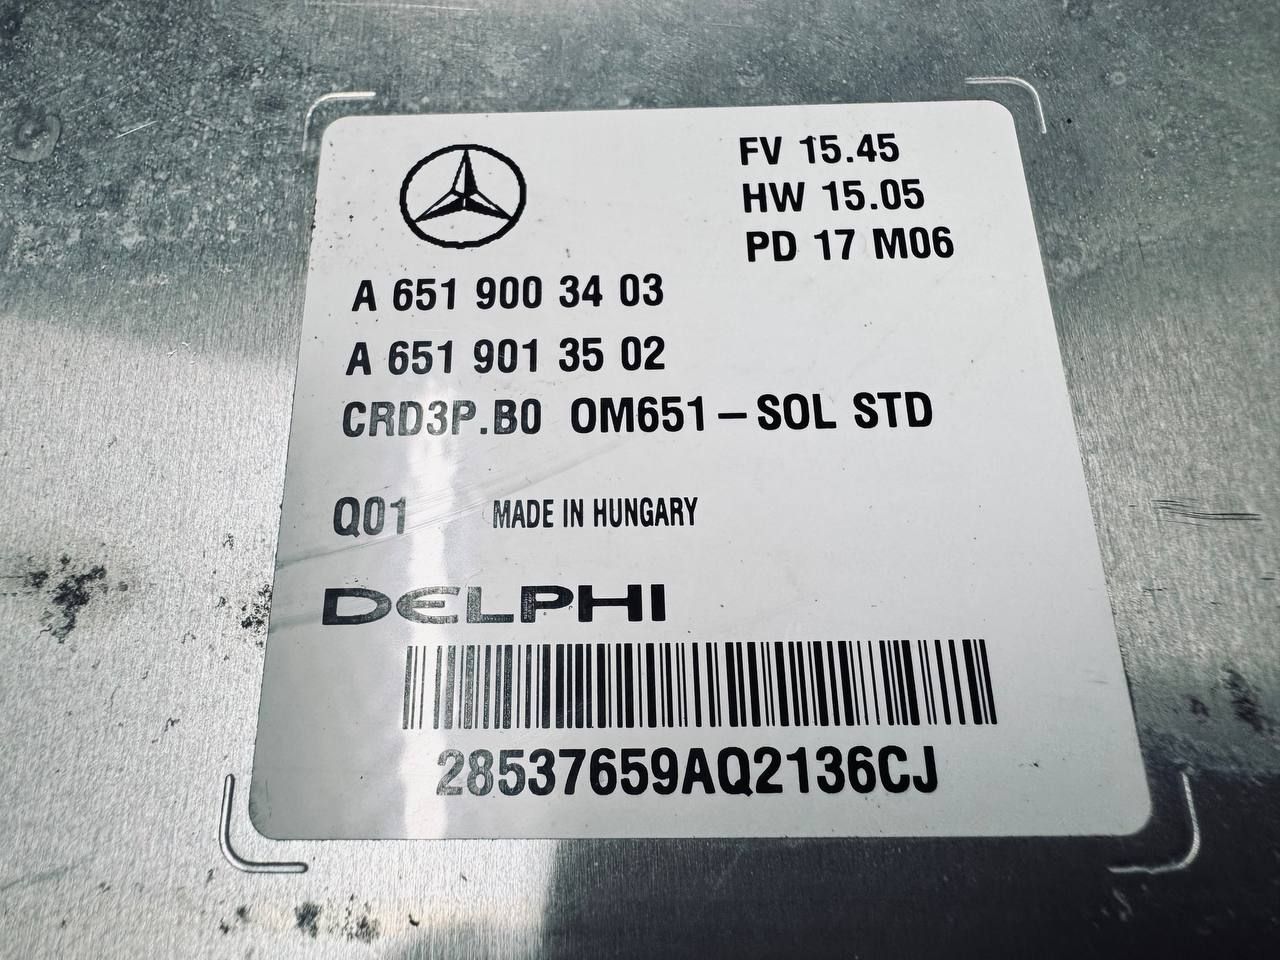 FV 15.45
HW 15.05
PD 17 M06
A 651 900 34 03
A 651 901 35 02
CRD3P.B0 OM651-SOL STD
Q01 MADE IN HUNGARY
DELPHI
28537659AQ2136CJ